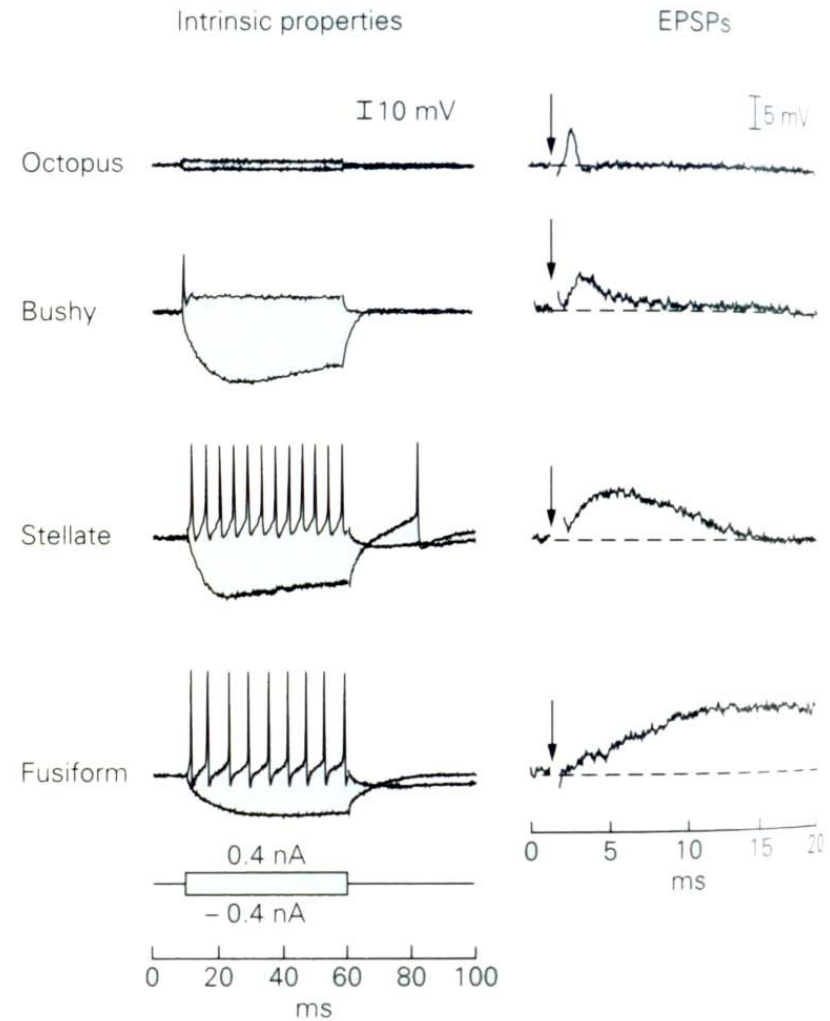 Intrinsic properties
EPSPs
10 mV
5 mV
Octopus
Bushy
Stellate
Fusiform
0.4 nA
– 0.4 nA
0 5 10 15 20
ms
0 20 40 60 80 100
ms